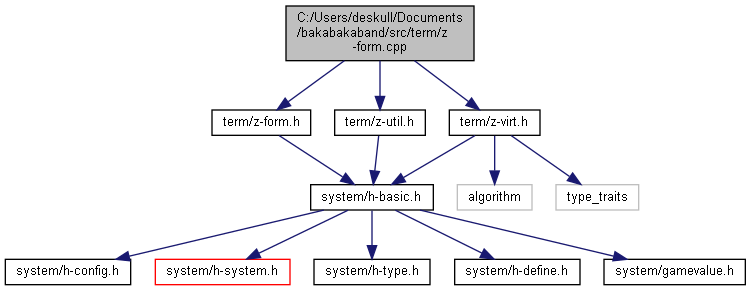 C:/Users/deskull/Documents
/bakabakaband/src/term/z
-form.cpp
term/z-form.h
term/z-util.h
term/z-virt.h
system/h-basic.h
algorithm
type_traits
system/h-config.h
system/h-system.h
system/h-type.h
system/h-define.h
system/gamevalue.h